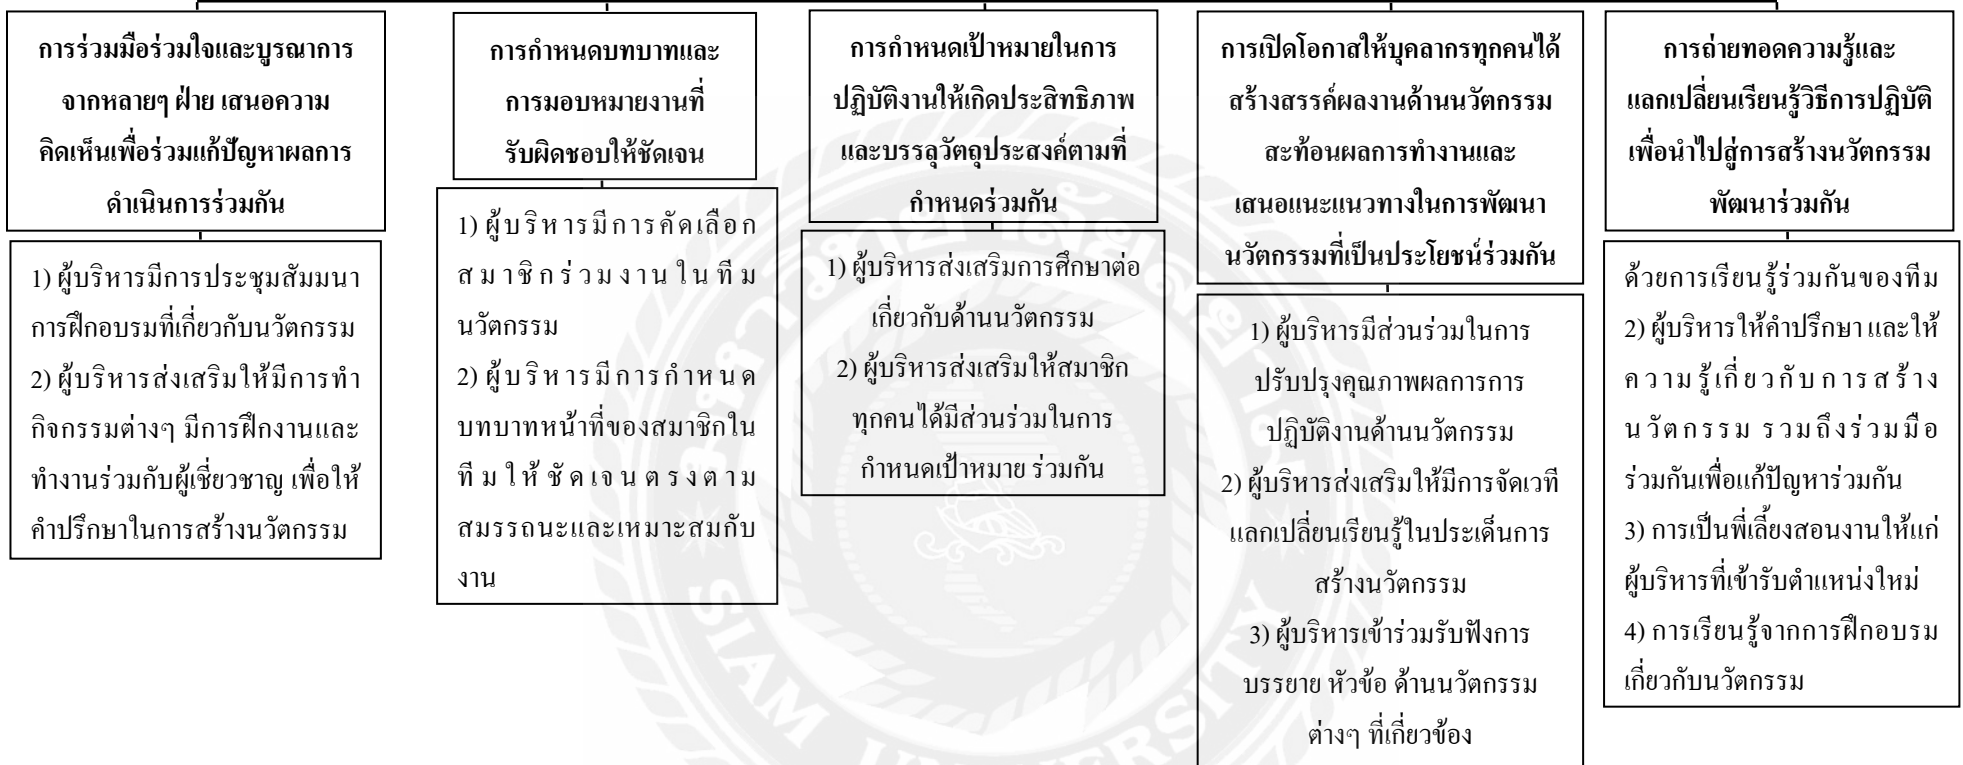 การร่วมมือร่วมใจและบูรณาการ
จากหลายๆ ฝ่าย เสนอความ
คิดเห็นเพื่อร่วมแก้ปัญหาผลการ
ดำเนินการร่วมกัน
1) ผู้บริหารมีการประชุมสัมมนา
การฝึกอบรมที่เกี่ยวกับนวัตกรรม
2) ผู้บริหารส่งเสริมให้มีการทำ
กิจกรรมต่างๆ มีการฝึกงานและ
ทำงานร่วมกับผู้เชี่ยวชาญ เพื่อให้
คำปรึกษาในการสร้างนวัตกรรม
การกำหนดบทบาทและ
การมอบหมายงานที่
รับผิดชอบให้ชัดเจน
1) ผู้บริหารมีการคัดเลือก
สมาชิกร่วมงานในทีม
นวัตกรรม
2) ผู้บริหารมีการกำหนด
บทบาทหน้าที่ของสมาชิกใน
ทีมให้ชัดเจนตรงตาม
สมรรถนะและเหมาะสมกับ
งาน
การกำหนดเป้าหมายในการ
ปฏิบัติงานให้เกิดประสิทธิภาพ
และบรรลุวัตถุประสงค์ตามที่
กำหนดร่วมกัน
1) ผู้บริหารส่งเสริมการศึกษาต่อ
เกี่ยวกับด้านนวัตกรรม
2) ผู้บริหารส่งเสริมให้สมาชิก
ทุกคนได้มีส่วนร่วมในการ
กำหนดเป้าหมาย ร่วมกัน
การเปิดโอกาสให้บุคลากรทุกคนได้
สร้างสรรค์ผลงานด้านนวัตกรรม
สะท้อนผลการทำงานและ
เสนอแนะแนวทางในการพัฒนา
นวัตกรรมที่เป็นประโยชน์ร่วมกัน
1) ผู้บริหารมีส่วนร่วมในการ
ปรับปรุงคุณภาพผลการการ
ปฏิบัติงานด้านนวัตกรรม
2) ผู้บริหารส่งเสริมให้มีการจัดเวที
แลกเปลี่ยนเรียนรู้ในประเด็นการ
สร้างนวัตกรรม
3) ผู้บริหารเข้าร่วมรับฟังการ
บรรยาย หัวข้อ ด้านนวัตกรรม
ต่างๆ ที่เกี่ยวข้อง
การถ่ายทอดความรู้และ
แลกเปลี่ยนเรียนรู้วิธีการปฏิบัติ
เพื่อนำไปสู่การสร้างนวัตกรรม
พัฒนาร่วมกัน
ด้วยการเรียนรู้ร่วมกันของทีม
2) ผู้บริหารให้คำปรึกษา และให้
ความรู้เกี่ยวกับการสร้าง
นวัตกรรม รวมถึงร่วมมือ
ร่วมกันเพื่อแก้ปัญหาร่วมกัน
3) การเป็นพี่เลี้ยงสอนงานให้แก่
ผู้บริหารที่เข้ารับตำแหน่งใหม่
4) การเรียนรู้จากการฝึกอบรม
เกี่ยวกับนวัตกรรม
มหาวิทยาลัยสยาม
SIAM UNIVERSITY